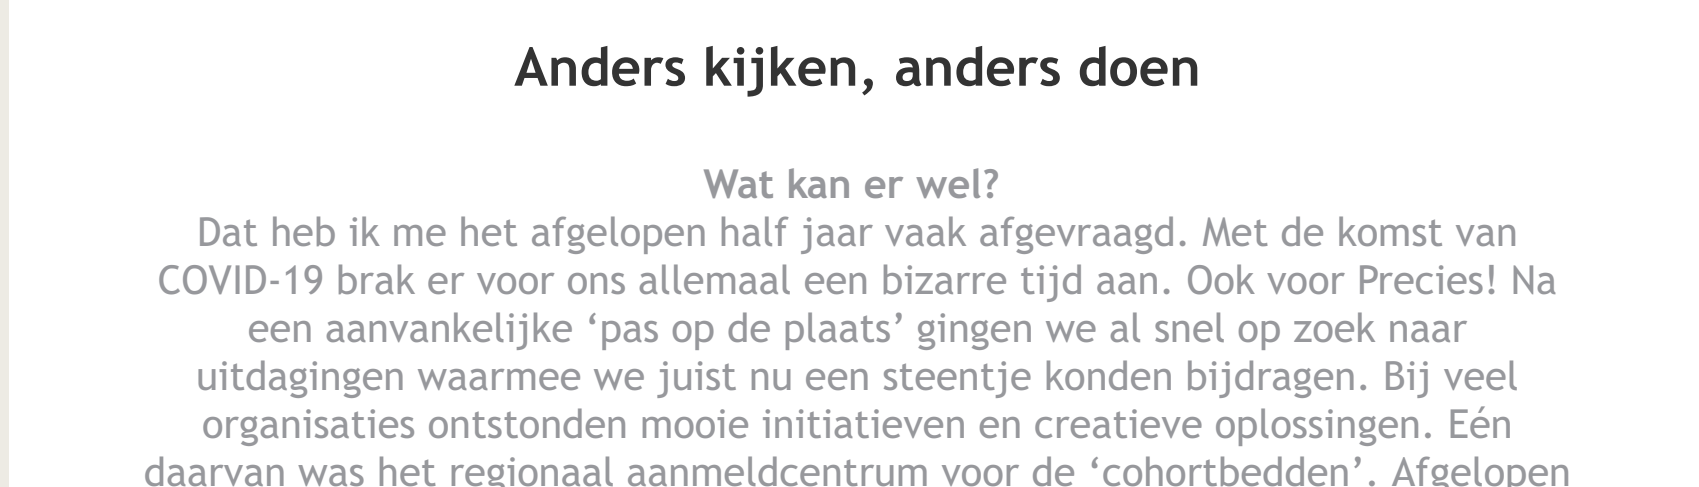 Anders kijken, anders doen
Wat kan er wel?
Dat heb ik me het afgelopen half jaar vaak afgevraagd. Met de komst van
COVID-19 brak er voor ons allemaal een bizarre tijd aan. Ook voor Precies! Na
een aanvankelijke ‘pas op de plaats’ gingen we al snel op zoek naar
uitdagingen waarmee we juist nu een steentje konden bijdragen. Bij veel
organisaties ontstonden mooie initiatieven en creatieve oplossingen. Eén
daarvan was het regionaal aanmeldcentrum voor de ‘cohortbedden’. Afgelopen